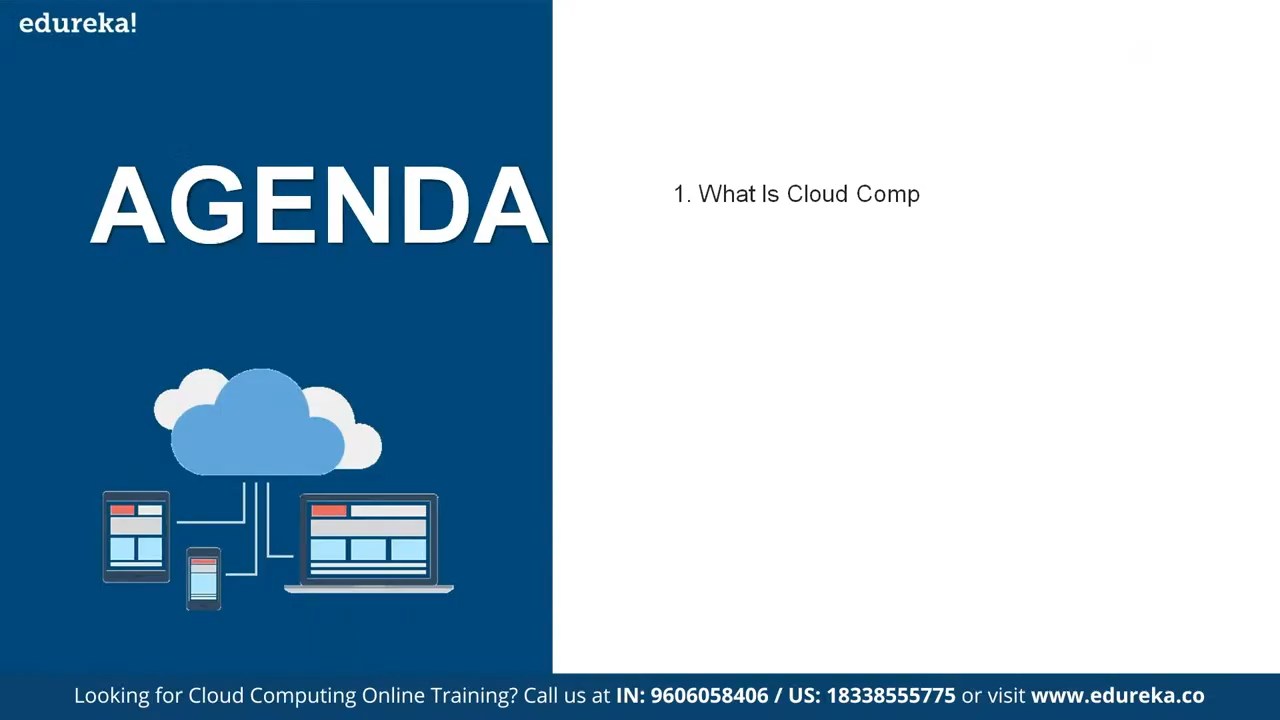 edureka!
AGENDA
1. What Is Cloud Comp
Looking for Cloud Computing Online Training? Call us at IN: 9606058406 / US: 18338555775 or visit www.edureka.co